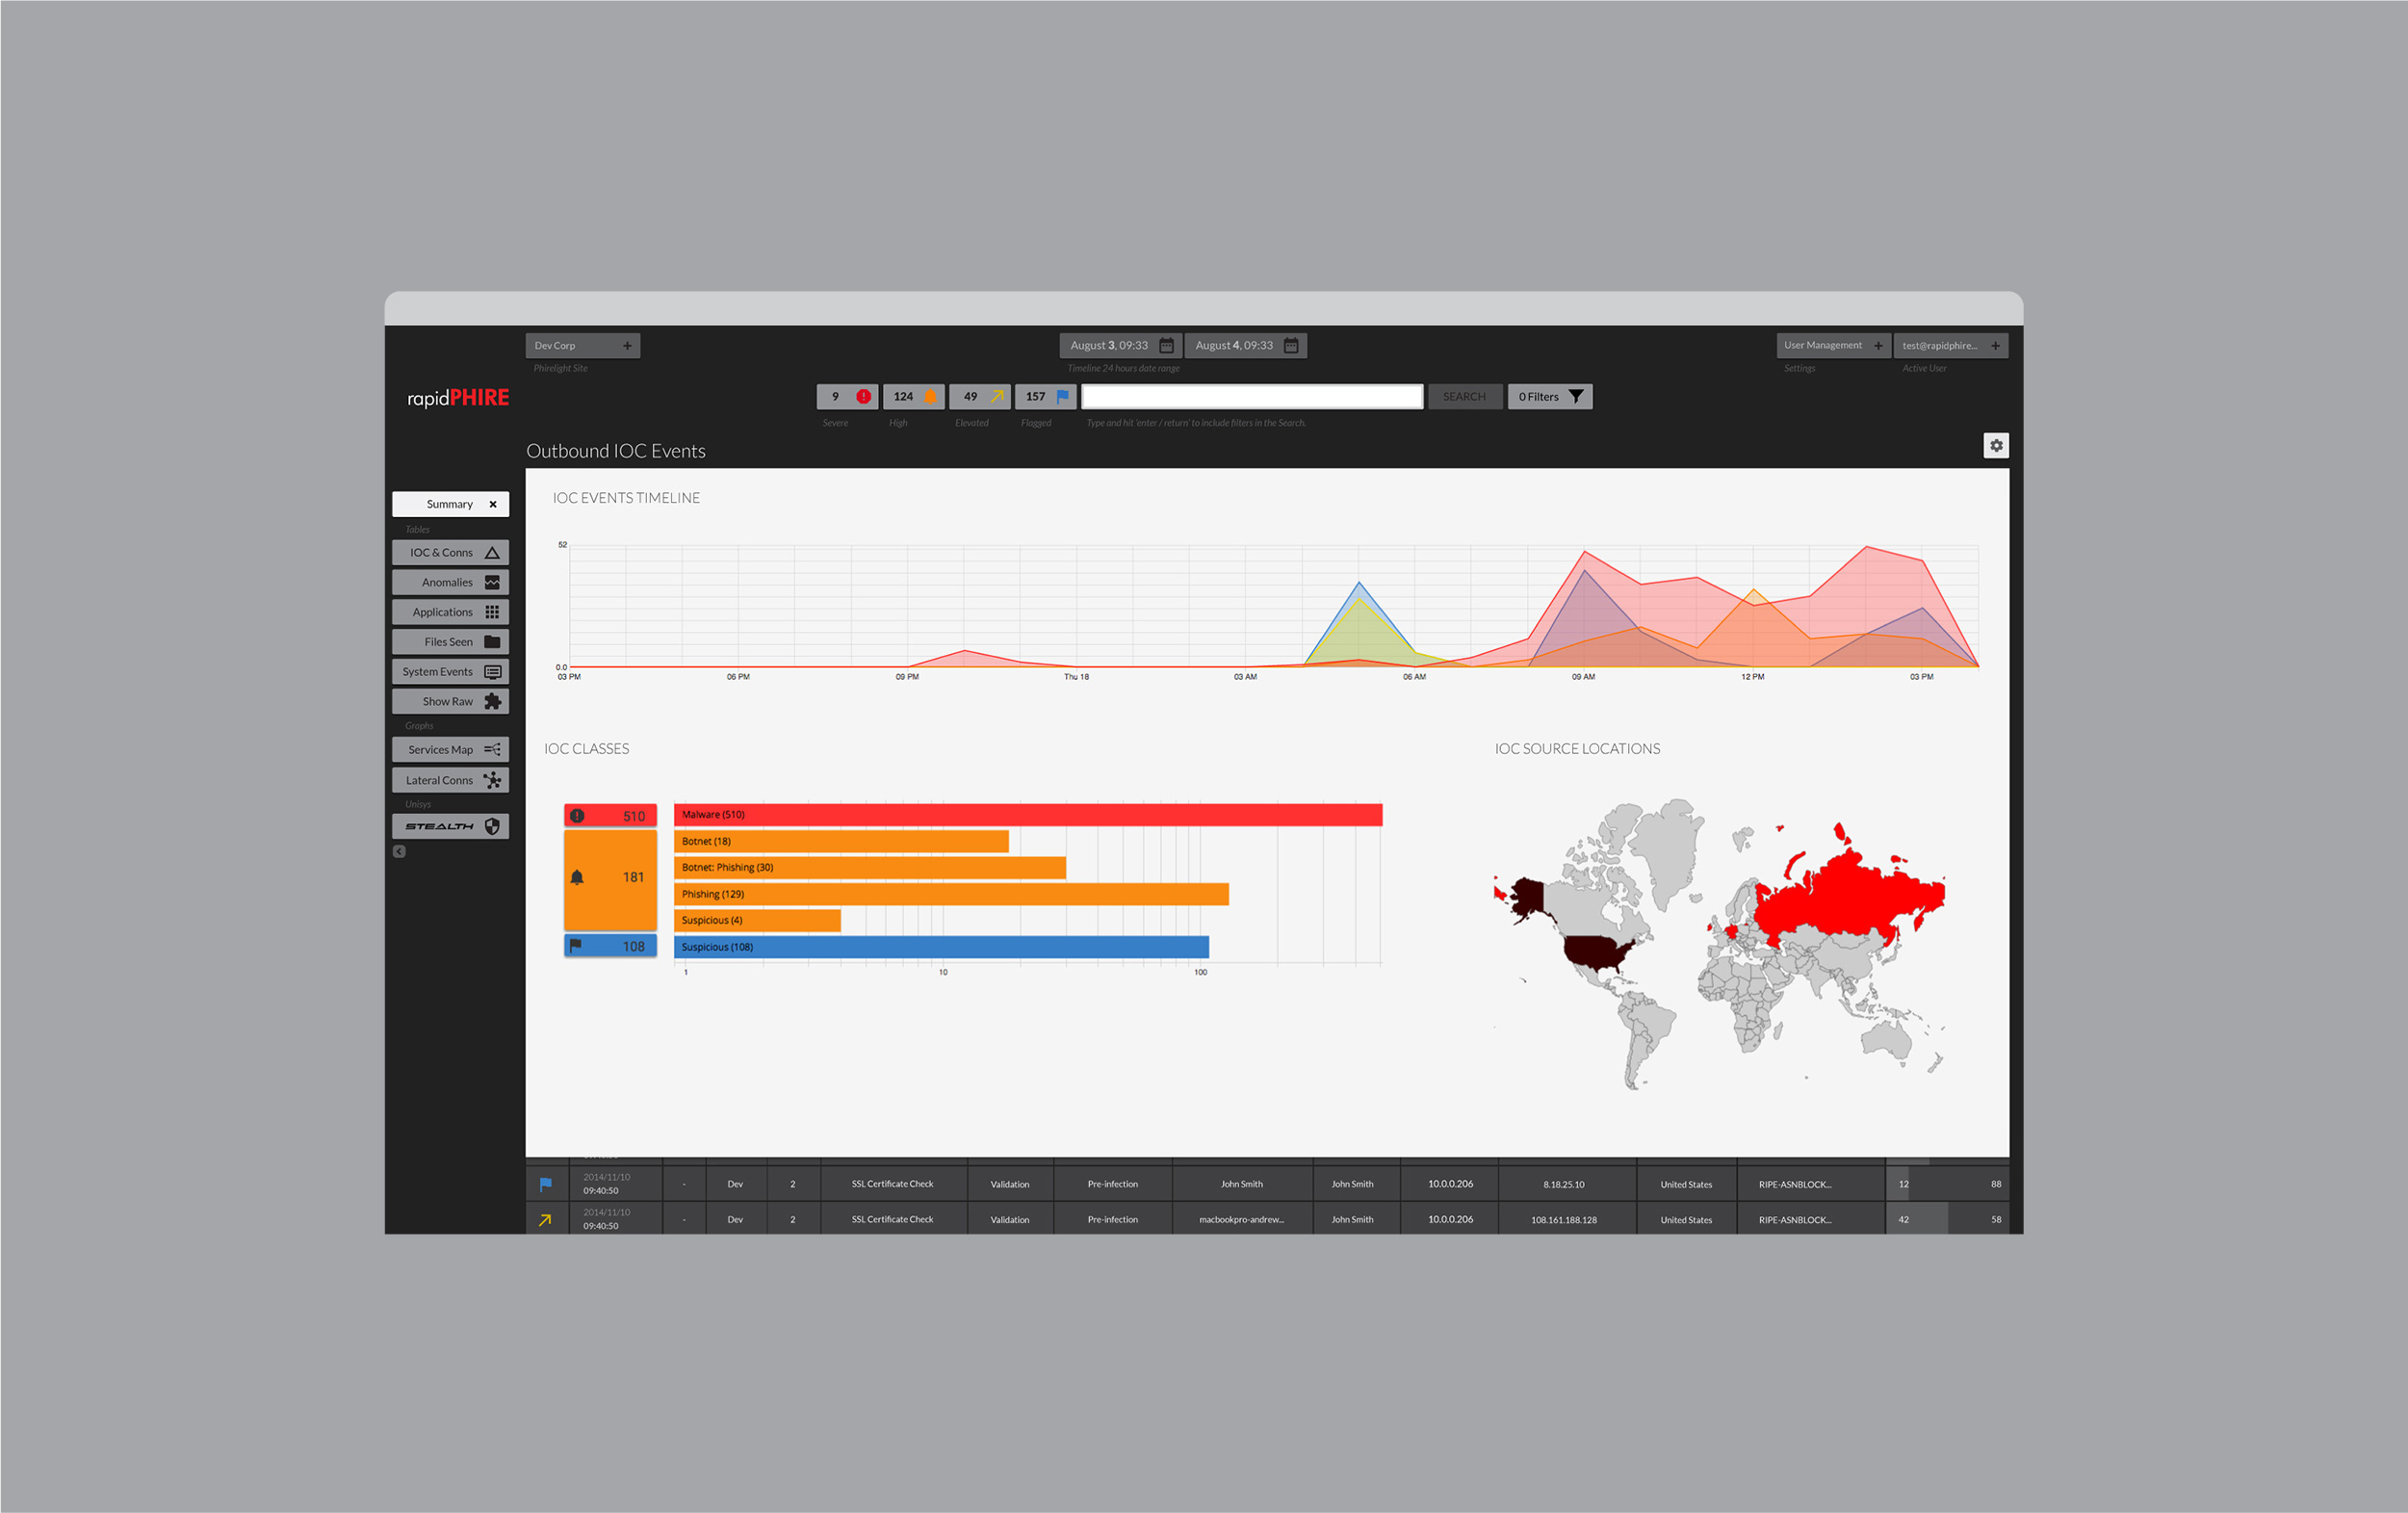 Dev Corp +
August 3, 09:33 August 4, 09:33
User Management + test@rapidphire... +
Phirelight Site
Timeline 24 hours date range
Settings Active User
rapidPHIRE
9 124 49 157 SEARCH 0 Filters
Severe High Elevated Flagged Type and hit 'enter / return' to include filters in the Search.
Outbound IOC Events
Summary
Tables
IOC & Conns
Anomalies
Applications
Files Seen
System Events
Show Raw
Graphs
Services Map
Lateral Conns
Unisys
STEALTH
IOC EVENTS TIMELINE
52
0.0
03 PM 06 PM 09 PM Thu 18 03 AM 06 AM 09 AM 12 PM 03 PM
IOC CLASSES
510 Malware (510)
Botnet (18)
Botnet: Phishing (30)
181 Phishing (129)
Suspicious (4)
108 Suspicious (108)
1 10 100
IOC SOURCE LOCATIONS
2014/11/10
09:40:50 - Dev 2 SSL Certificate Check Validation Pre-infection John Smith John Smith 10.0.0.206 8.18.25.10 United States RIPE-ASNBLOCK... 12 88
2014/11/10
09:40:50 - Dev 2 SSL Certificate Check Validation Pre-infection macbookpro-andrew... John Smith 10.0.0.206 108.161.188.128 United States RIPE-ASNBLOCK... 42 58